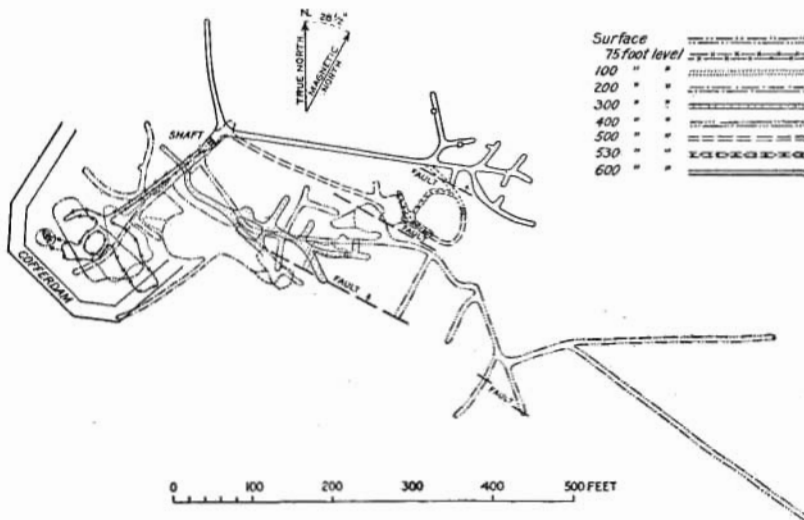 N. 28½°
TRUE NORTH
MAGNETIC NORTH
Surface
75 foot level
100 " "
200 " "
300 " "
400 " "
500 " "
530 " "
600 " "
SHAFT
FAULT
FAULT
COFFERDAM
FAULT
0 100 200 300 400 500 FEET